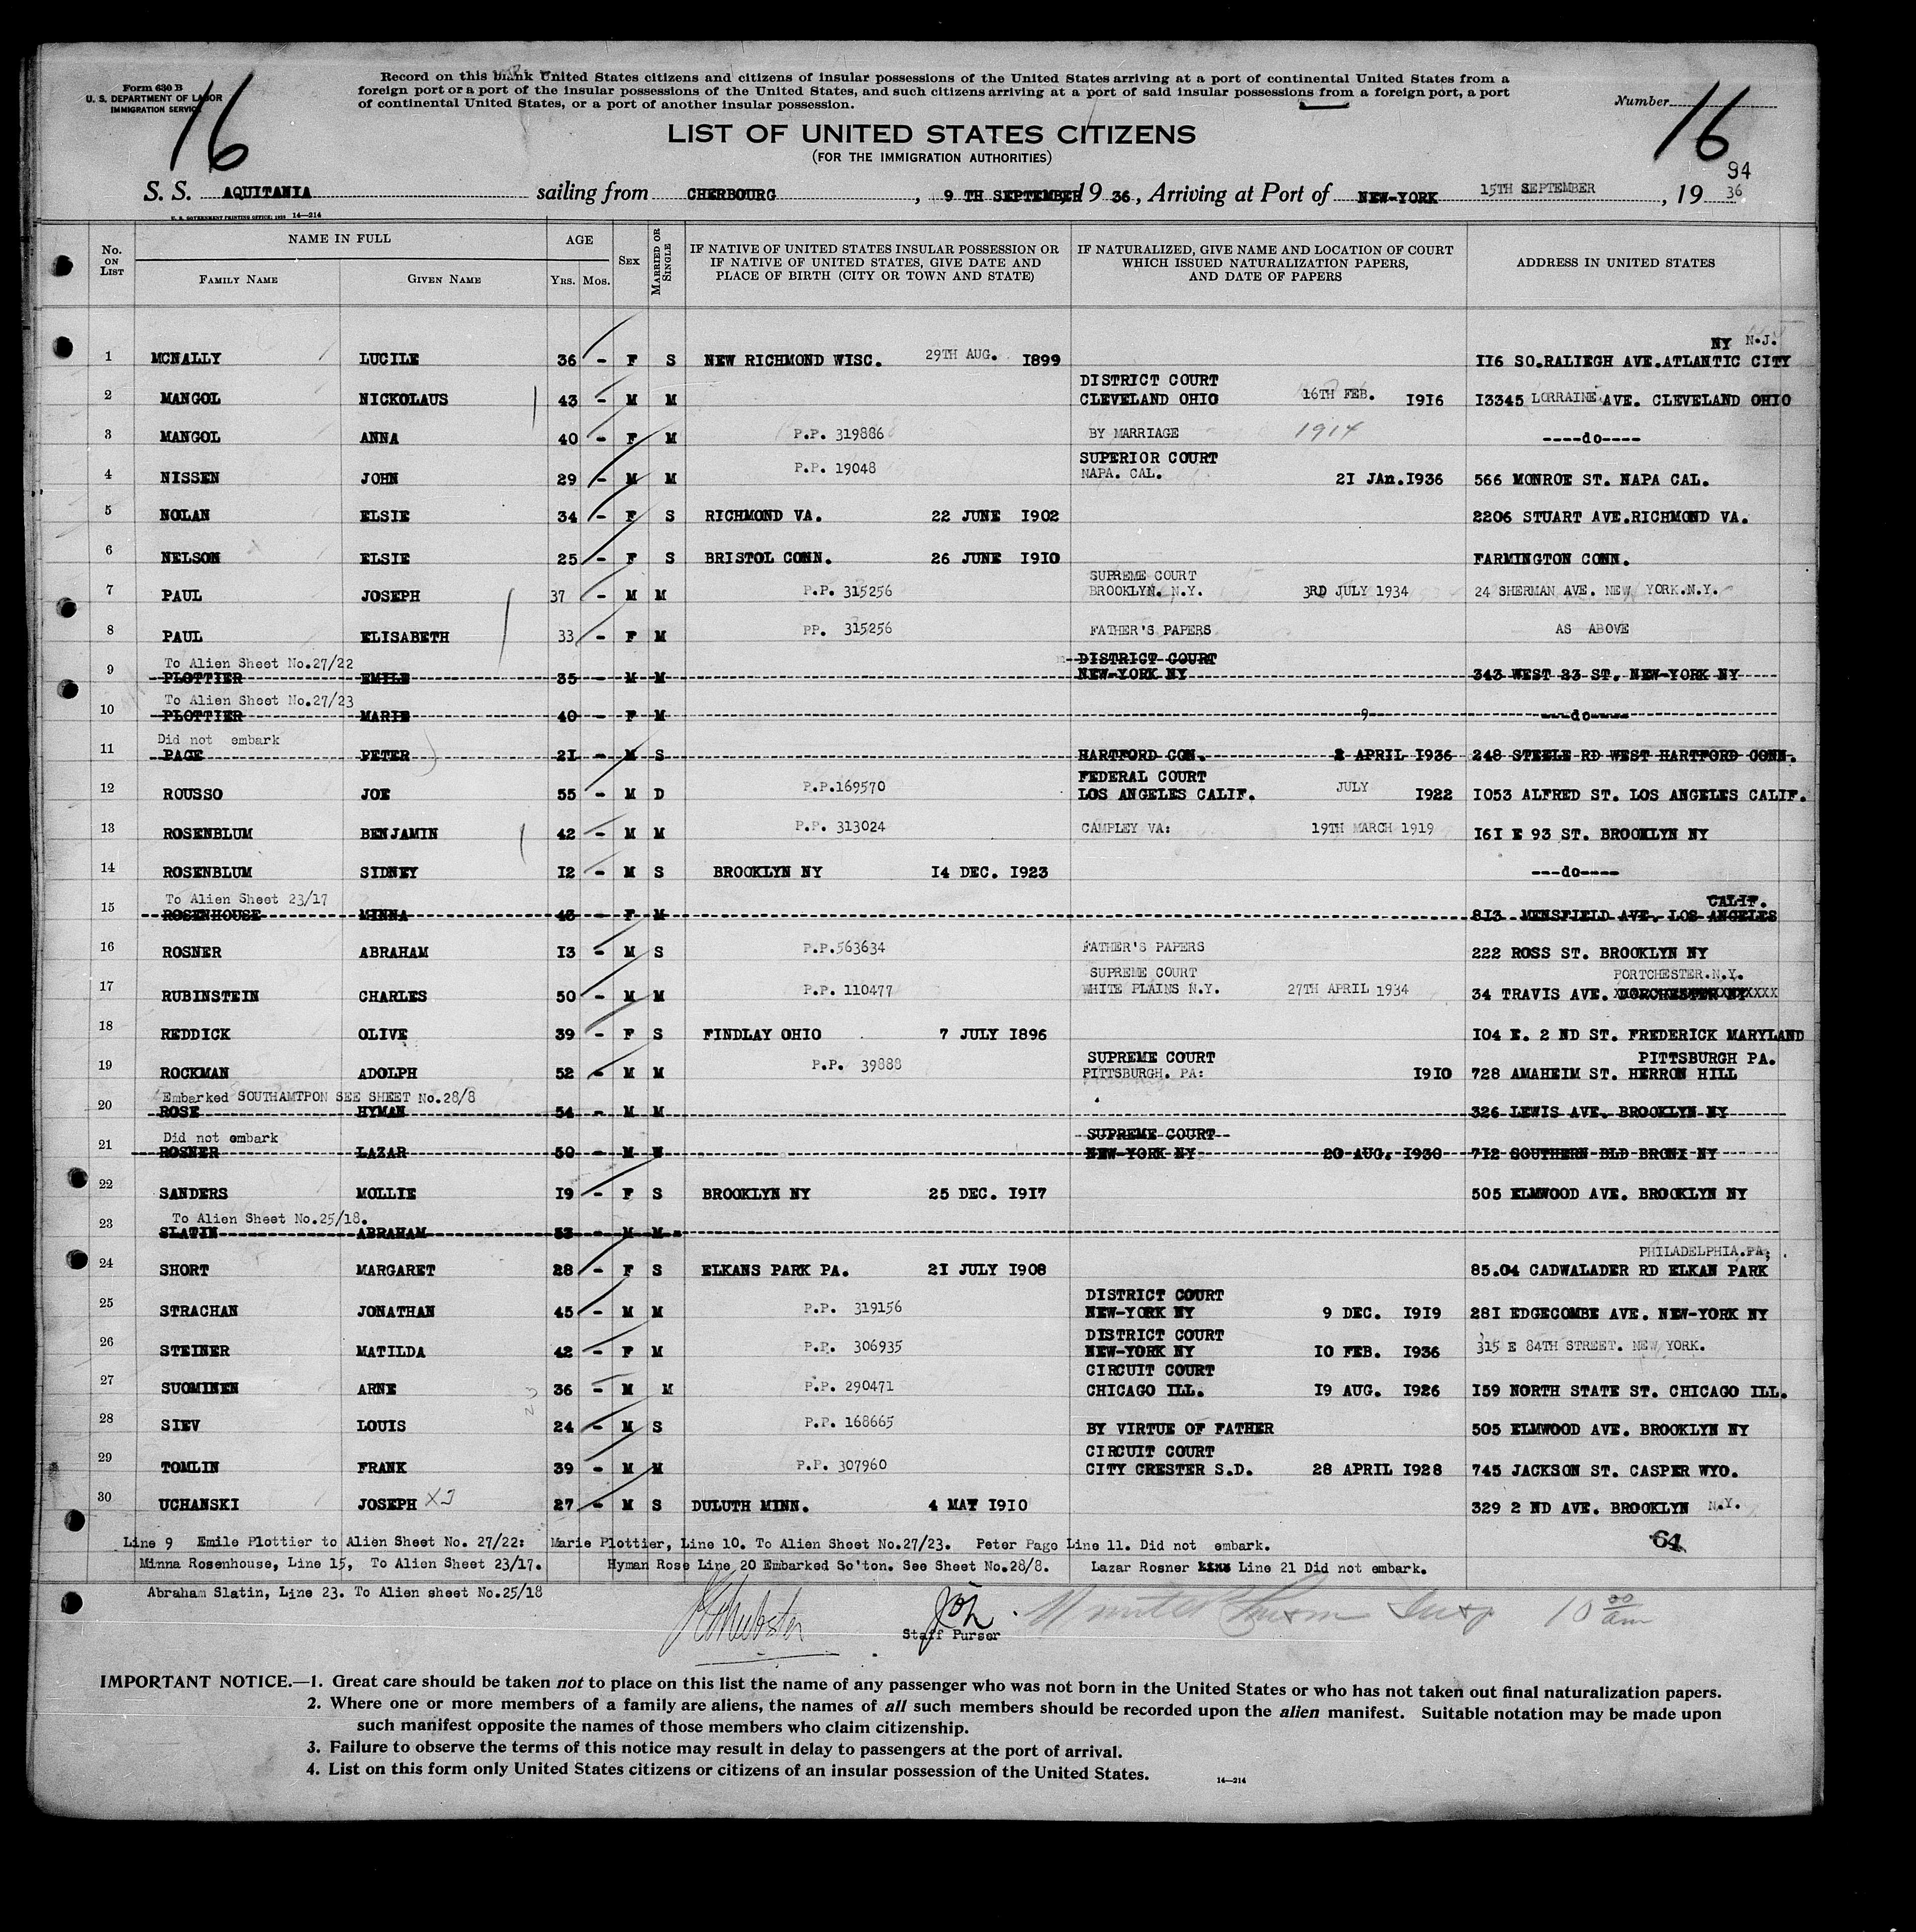 Form 630 B
U. S. DEPARTMENT OF LABOR
IMMIGRATION SERVICE
16
Record on this blank United States citizens and citizens of insular possessions of the United States arriving at a port of continental United States from a
foreign port or a port of the insular possessions of the United States, and such citizens arriving at a port of said insular possessions from a foreign port, a port
of continental United States, or a port of another insular possession.
Number 16
LIST OF UNITED STATES CITIZENS
(FOR THE IMMIGRATION AUTHORITIES)
94
S. S. AQUITANIA sailing from CHERBOURG , 9 TH SEPTEMBER 19 36, Arriving at Port of NEW-YORK 15TH SEPTEMBER , 19 36
U. S. GOVERNMENT PRINTING OFFICE: 1928 14—214
No. ON LIST NAME IN FULL AGE SEX MARRIED OR SINGLE IF NATIVE OF UNITED STATES INSULAR POSSESSION OR IF NATIVE OF UNITED STATES, GIVE DATE AND PLACE OF BIRTH (CITY OR TOWN AND STATE) IF NATURALIZED, GIVE NAME AND LOCATION OF COURT WHICH ISSUED NATURALIZATION PAPERS, AND DATE OF PAPERS ADDRESS IN UNITED STATES
FAMILY NAME GIVEN NAME YRS. MOS.
NY N.J.
1 MCNALLY LUCILE 36 - F S NEW RICHMOND WISC. 29TH AUG. 1899 116 SO.RALIEGH AVE.ATLANTIC CITY
DISTRICT COURT
2 MANGOL NICKOLAUS 43 - M M CLEVELAND OHIO 16TH FEB. 1916 13345 LORRAINE AVE. CLEVELAND OHIO
3 MANGOL ANNA 40 - F M P.P. 319886 BY MARRIAGE 1914 ----do----
SUPERIOR COURT
4 NISSEN JOHN 29 - M M P.P. 19048 NAPA. CAL. 21 JAn.1936 566 MONROE ST. NAPA CAL.
5 NOLAN ELSIE 34 - F S RICHMOND VA. 22 JUNE 1902 2206 STUART AVE.RICHMOND VA.
6 NELSON ELSIE 25 - F S BRISTOL CONN. 26 JUNE 1910 FARMINGTON CONN.
SUPREME COURT
7 PAUL JOSEPH 37 - M M P.P. 315256 BROOKLYN. N.Y. 3RD JULY 1934 24 SHERMAN AVE. NEW YORK.N.Y.
8 PAUL ELISABETH 33 - F M PP. 315256 FATHER'S PAPERS AS ABOVE
To Alien Sheet No.27/22 DISTRICT COURT
9 PLOTTIER EMILE 35 - M M NEW-YORK NY 343 WEST 23 ST. NEW-YORK NY
To Alien Sheet No.27/23
10 PLOTTIER MARIE 40 - F M 9 ---do----
Did not embark
11 PAGE PETER 21 - M S HARTFORD CON. 2 APRIL 1936 248 STEELE RD WEST HARTFORD CONN.
FEDERAL COURT
12 ROUSSO JOE 55 - M D P.P.169570 LOS ANGELES CALIF. JULY 1922 1053 ALFRED ST. LOS ANGELES CALIF.
13 ROSENBLUM BENJAMIN 42 - M M P.P. 313024 CAMPLEY VA: 19TH MARCH 1919 161 E 93 ST. BROOKLYN NY
14 ROSENBLUM SIDNEY 12 - M S BROOKLYN NY 14 DEC. 1923 ---do----
To Alien Sheet 23/17 CALIF.
15 ROSENHOUSE MINNA 46 - F M 813 MENSFIELD AVE. LOS ANGELES
16 ROSNER ABRAHAM 13 - M S P.P.563634 FATHER'S PAPERS 222 ROSS ST. BROOKLYN NY
SUPREME COURT PORTCHESTER.N.Y.
17 RUBINSTEIN CHARLES 50 - M M P.P. 110477 WHITE PLAINS N.Y. 27TH APRIL 1934 34 TRAVIS AVE. DORCHESTER NY
18 REDDICK OLIVE 39 - F S FINDLAY OHIO 7 JULY 1896 104 E. 2 ND ST. FREDERICK MARYLAND
SUPREME COURT PITTSBURGH PA.
19 ROCKMAN ADOLPH 52 - M M P.P. 39888 PITTSBURGH. PA: 1910 728 AMAHEIM ST. HERRON HILL
Embarked SOUTHAMTPON SEE SHEET No.28/8
20 ROSE HYMAN 54 - M M 326 LEWIS AVE. BROOKLYN NY
Did not embark SUPREME COURT
21 ROSNER LAZAR 50 - M W NEW-YORK NY 20 AUG. 1930 712 SOUTHERN BLD BRONX NY
22 SANDERS MOLLIE 19 - F S BROOKLYN NY 25 DEC. 1917 505 ELMWOOD AVE. BROOKLYN NY
To Alien Sheet No.25/18.
23 SLATIN ABRAHAM 53 - M M
PHILADELPHIA.PA;
24 SHORT MARGARET 28 - F S ELKANS PARK PA. 21 JULY 1908 85.04 CADWALADER RD ELKAN PARK
DISTRICT COURT
25 STRACHAN JONATHAN 45 - M M P.P. 319156 NEW-YORK NY 9 DEC. 1919 281 EDGECOMBE AVE. NEW-YORK NY
DISTRICT COURT
26 STEINER MATILDA 42 - F M P.P. 306935 NEW-YORK NY 10 FEB. 1936 315 E 84TH STREET. NEW YORK.
CIRCUIT COURT
27 SUOMINEN ARNE 36 - M M P.P. 290471 CHICAGO ILL. 19 AUG. 1926 159 NORTH STATE ST. CHICAGO ILL.
28 SIEV LOUIS 24 - M S P.P. 168665 BY VIRTUE OF FATHER 505 ELMWOOD AVE. BROOKLYN NY
CIRCUIT COURT
29 TOMLIN FRANK 39 - M M P.P. 307960 CITY CRESTER S.D. 28 APRIL 1928 745 JACKSON ST. CASPER WYO.
30 UCHANSKI JOSEPH 27 - M S DULUTH MINN. 4 MAY 1910 329 2 ND AVE. BROOKLYN N.Y.
Line 9 Emile Plottier to Alien Sheet No. 27/22: Marie Plottier, Line 10. To Alien Sheet No.27/23. Peter Page Line 11. Did not embark. 64
Minna Rosenhouse, Line 15, To Alien Sheet 23/17. Hyman Rose Line 20 Embarked So'ton. See Sheet No.28/8. Lazar Rosner Line Line 21 Did not embark.
Abraham Slatin, Line 23. To Alien sheet No.25/18
10 00 am
Staff Purser
IMPORTANT NOTICE.—1. Great care should be taken not to place on this list the name of any passenger who was not born in the United States or who has not taken out final naturalization papers.
2. Where one or more members of a family are aliens, the names of all such members should be recorded upon the alien manifest. Suitable notation may be made upon
such manifest opposite the names of those members who claim citizenship.
3. Failure to observe the terms of this notice may result in delay to passengers at the port of arrival.
4. List on this form only United States citizens or citizens of an insular possession of the United States.
14—214